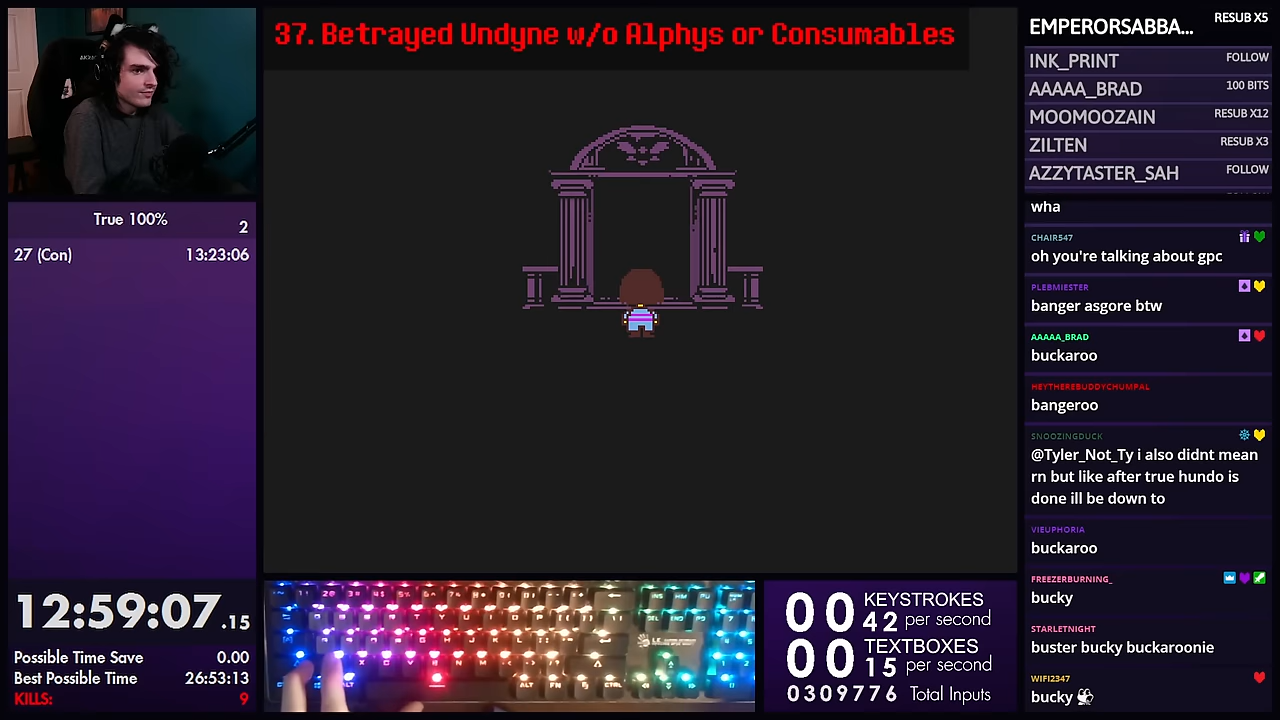 37. Betrayed Undyne w/o Alphys or Consumables
True 100%
2
27 (Con) 13:23:06
12:59:07.15
Possible Time Save 0.00
Best Possible Time 26:53:13
KILLS: 9
00 42 KEYSTROKES per second
00 15 TEXTBOXES per second
0309776 Total Inputs
EMPERORSABBA... RESUB X5
INK_PRINT FOLLOW
AAAAA_BRAD 100 BITS
MOOMOOZAIN RESUB X12
ZILTEN RESUB X3
AZZYTASTER_SAH FOLLOW
wha
CHAIR547
oh you're talking about gpc
PLEBMIESTER
banger asgore btw
AAAAA_BRAD
buckaroo
HEYTHEREBUDDYCHUMPAL
bangeroo
SNOOZINGDUCK
@Tyler_Not_Ty i also didnt mean
rn but like after true hundo is
done ill be down to
VIEUPHORIA
buckaroo
FREEZERBURNING_
bucky
STARLETNIGHT
buster bucky buckaroonie
WIFI2347
bucky